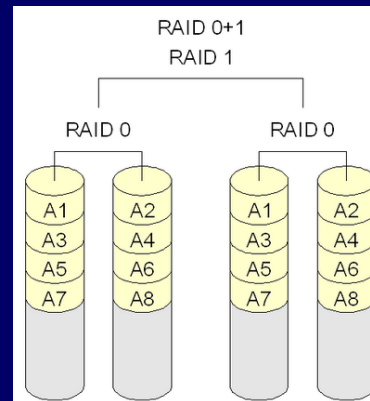 RAID 0+1
RAID 1
RAID 0 RAID 0
A1 A2 A1 A2
A3 A4 A3 A4
A5 A6 A5 A6
A7 A8 A7 A8